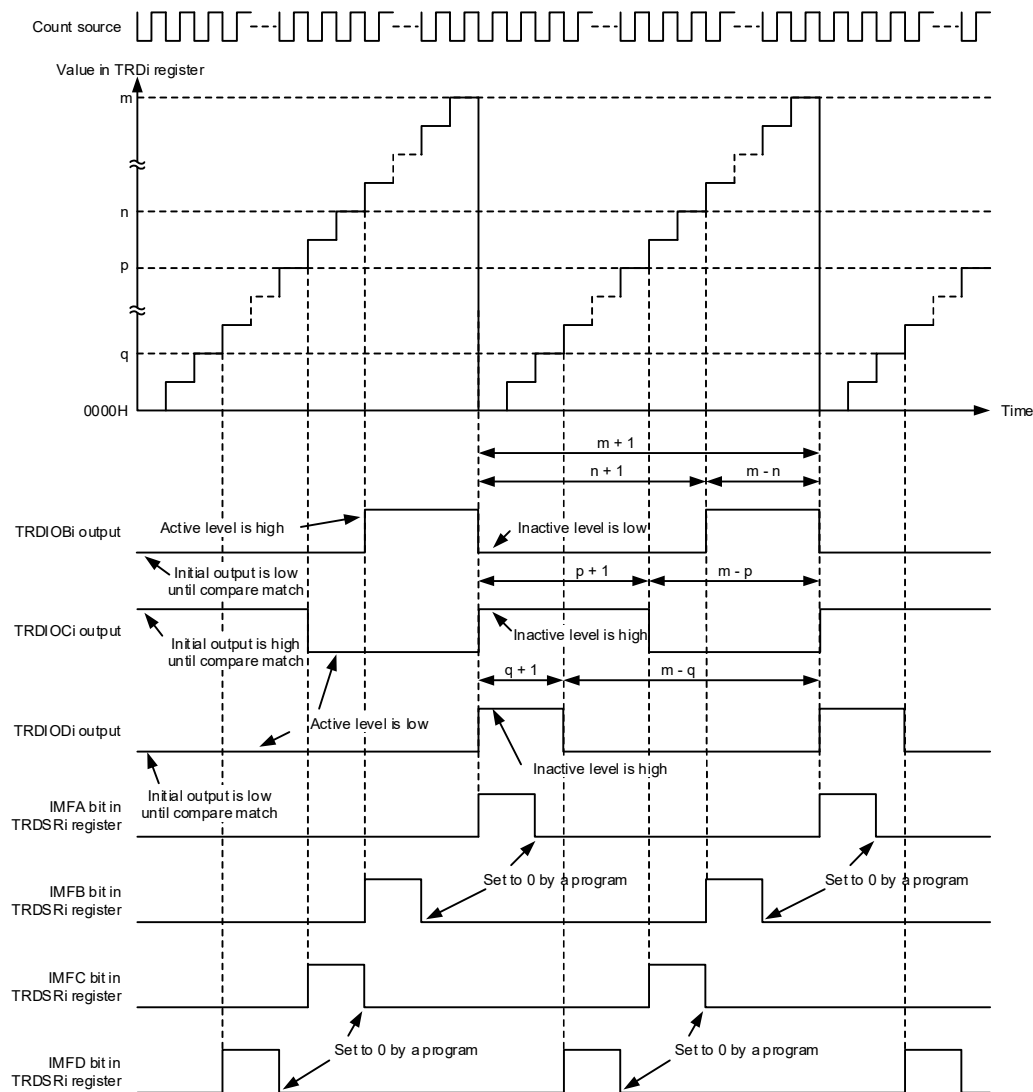 Count source
Value in TRDi register
m
n
p
q
0000H
Time
m + 1
n + 1
m - n
TRDIOBi output
Active level is high
Inactive level is low
Initial output is low
until compare match
p + 1
m - p
TRDIOCi output
Initial output is high
until compare match
Inactive level is high
q + 1
m - q
TRDIODi output
Active level is low
Inactive level is high
Initial output is low
until compare match
IMFA bit in
TRDSRi register
Set to 0 by a program
Set to 0 by a program
IMFB bit in
TRDSRi register
IMFC bit in
TRDSRi register
Set to 0 by a program
Set to 0 by a program
IMFD bit in
TRDSRi register